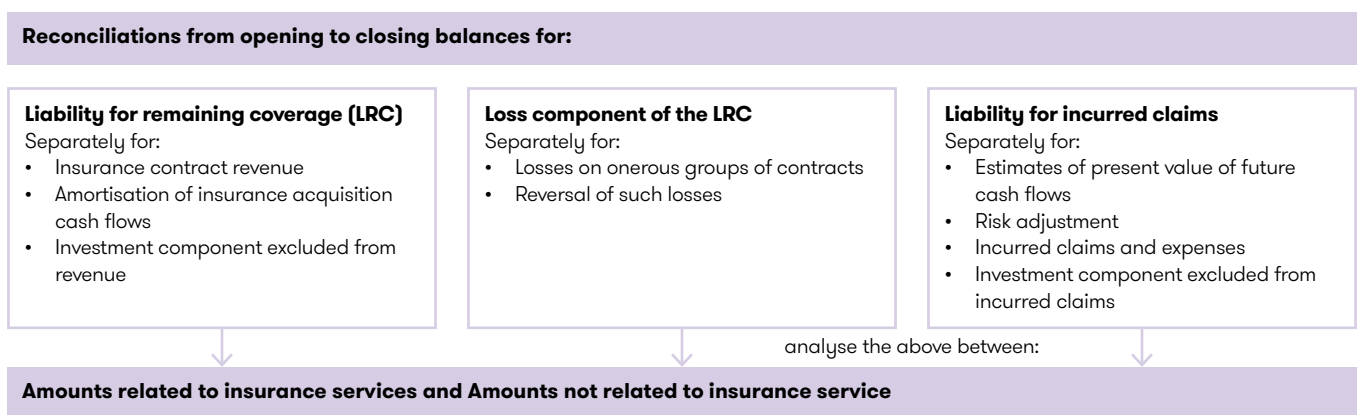 Reconciliations from opening to closing balances for:
Liability for remaining coverage (LRC)
Separately for:
• Insurance contract revenue
• Amortisation of insurance acquisition
cash flows
• Investment component excluded from
revenue
Loss component of the LRC
Separately for:
• Losses on onerous groups of contracts
• Reversal of such losses
Liability for incurred claims
Separately for:
• Estimates of present value of future
cash flows
• Risk adjustment
• Incurred claims and expenses
• Investment component excluded from
incurred claims
analyse the above between:
Amounts related to insurance services and Amounts not related to insurance service